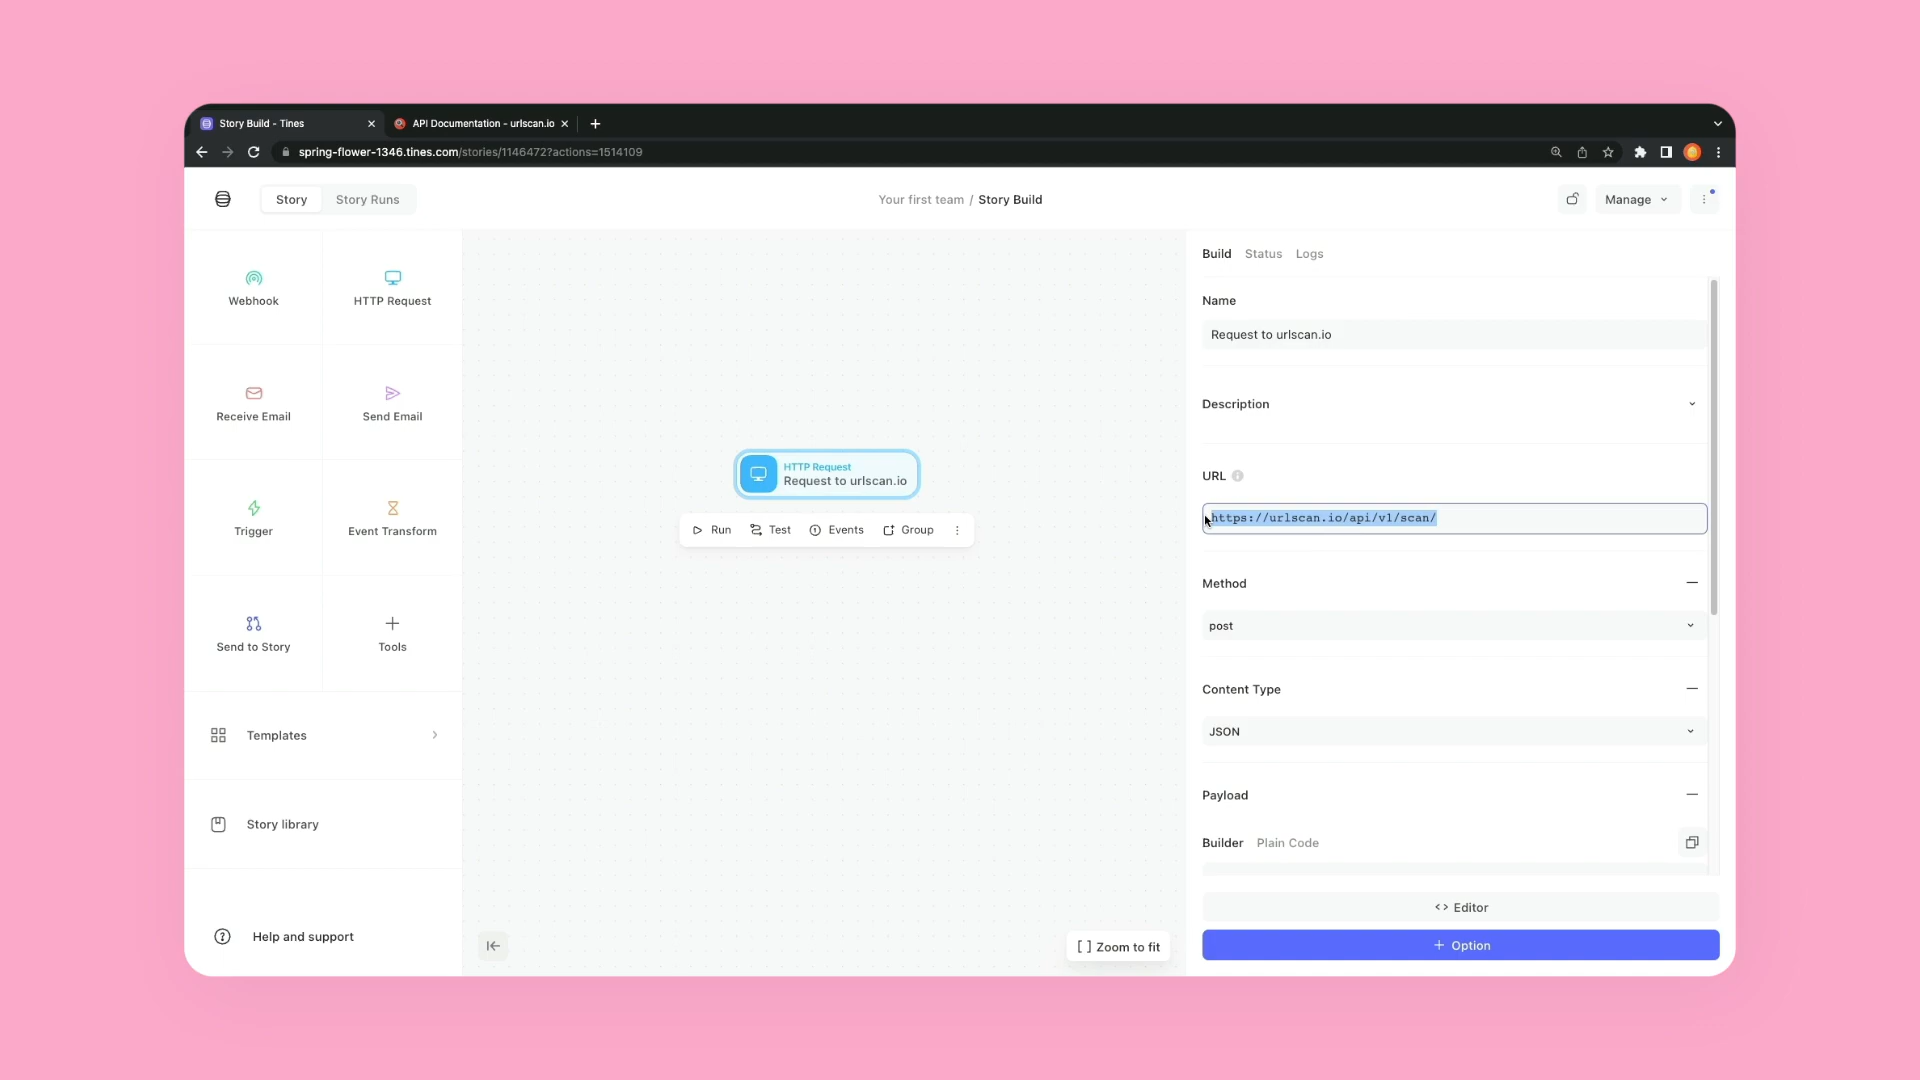 Story Build - Tines
API Documentation - urlscan.io
spring-flower-1346.tines.com/stories/1146472?actions=1514109
Story
Story Runs
Your first team / Story Build
Manage
Webhook
HTTP Request
Receive Email
Send Email
Trigger
Event Transform
Send to Story
Tools
Templates
Story library
Help and support
HTTP Request
Request to urlscan.io
Run
Test
Events
Group
Zoom to fit
Build
Status
Logs
Name
Request to urlscan.io
Description
URL
https://urlscan.io/api/v1/scan/
Method
post
Content Type
JSON
Payload
Builder
Plain Code
<> Editor
+ Option